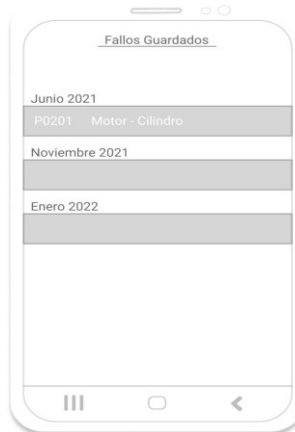 Fallos Guardados
Junio 2021
P0201 Motor - Cilindro
Noviembre 2021
Enero 2022